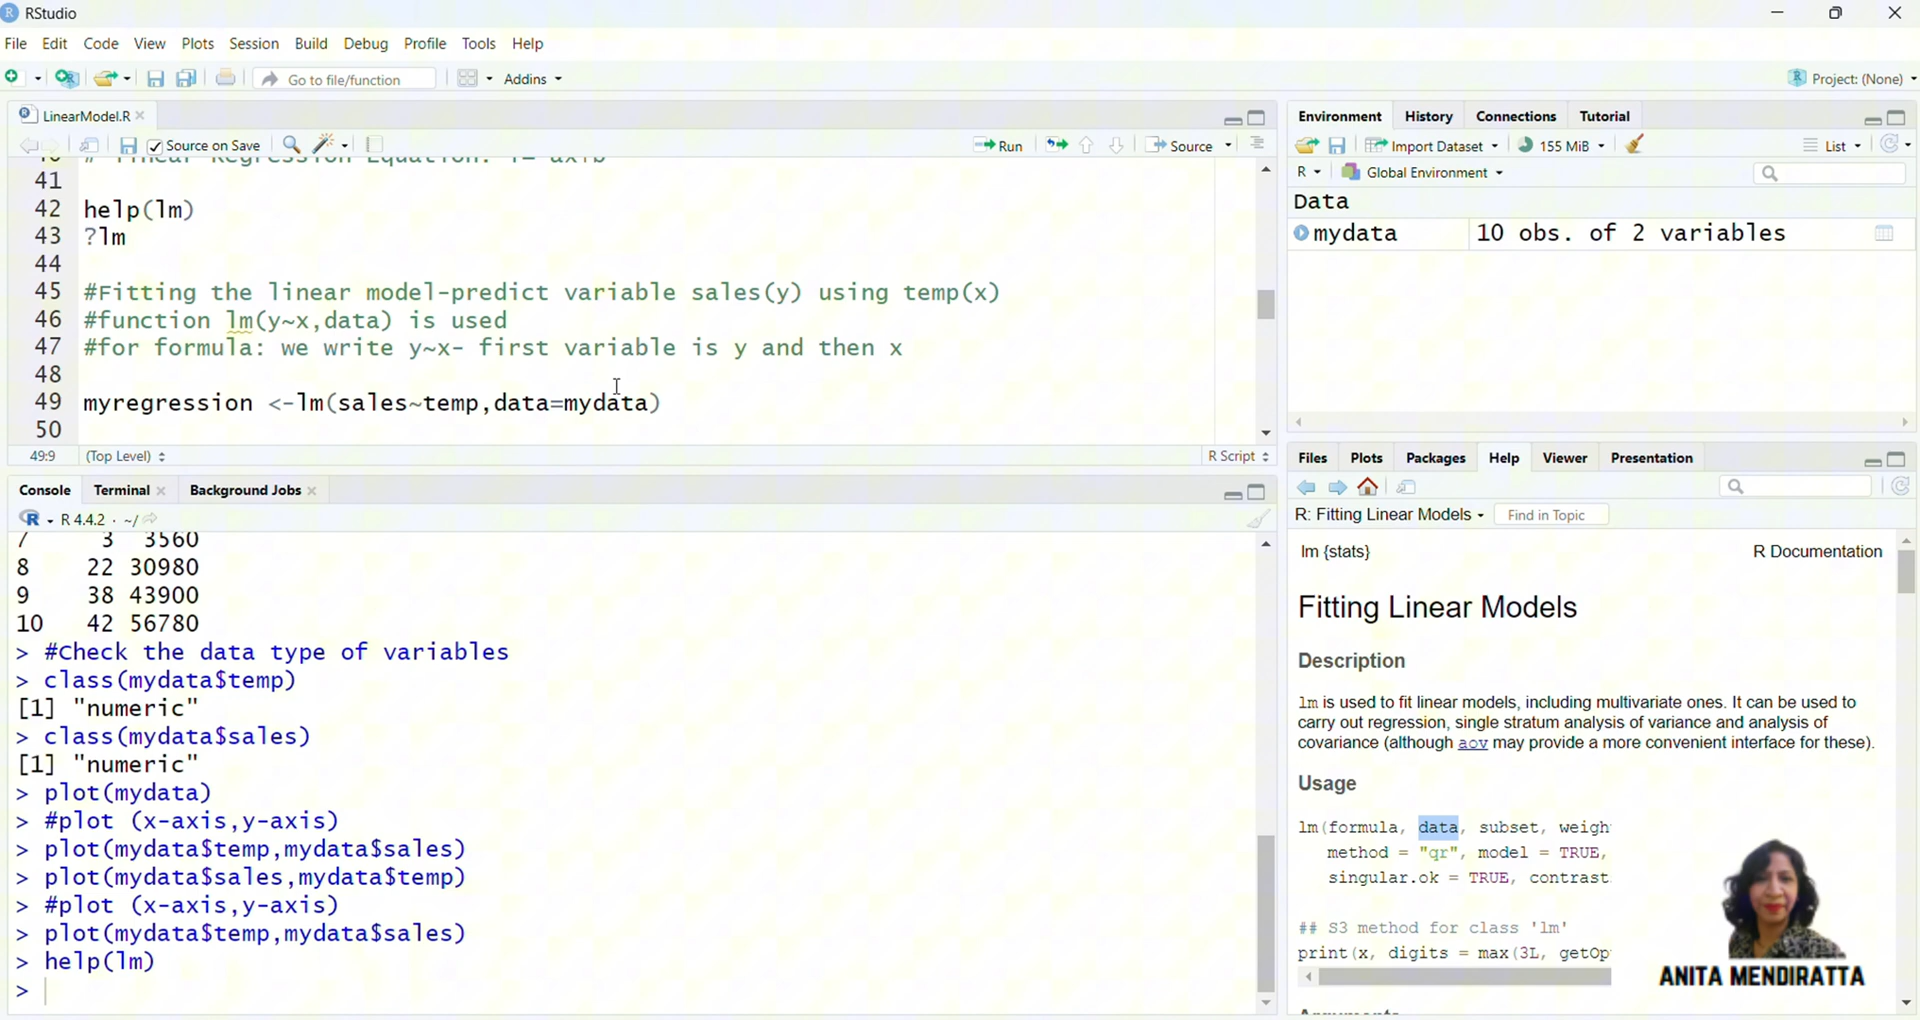 RStudio
File Edit Code View Plots Session Build Debug Profile Tools Help
Go to file/function Addins Project: (None)
LinearModel.R
Source on Save Run Source
# linear Regression Equation: Y= ax+b
41
42 help(lm)
43 ?lm
44
45 #Fitting the linear model-predict variable sales(y) using temp(x)
46 #function lm(y~x,data) is used
47 #for formula: we write y~x- first variable is y and then x
48
49 myregression <-lm(sales~temp,data=mydata)
50
49:9 (Top Level) R Script
Console Terminal Background Jobs
R 4.4.2 · ~/
7 3 3560
8 22 30980
9 38 43900
10 42 56780
> #Check the data type of variables
> class(mydata$temp)
[1] "numeric"
> class(mydata$sales)
[1] "numeric"
> plot(mydata)
> #plot (x-axis,y-axis)
> plot(mydata$temp,mydata$sales)
> plot(mydata$sales,mydata$temp)
> #plot (x-axis,y-axis)
> plot(mydata$temp,mydata$sales)
> help(lm)
>
Environment History Connections Tutorial
Import Dataset 155 MiB List
R Global Environment
Data
mydata 10 obs. of 2 variables
Files Plots Packages Help Viewer Presentation
R: Fitting Linear Models Find in Topic
lm {stats} R Documentation
Fitting Linear Models
Description
lm is used to fit linear models, including multivariate ones. It can be used to
carry out regression, single stratum analysis of variance and analysis of
covariance (although aov may provide a more convenient interface for these).
Usage
lm(formula, data, subset, weigh
method = "qr", model = TRUE,
singular.ok = TRUE, contrast
## S3 method for class 'lm'
print(x, digits = max(3L, getOp
ANITA MENDIRATTA